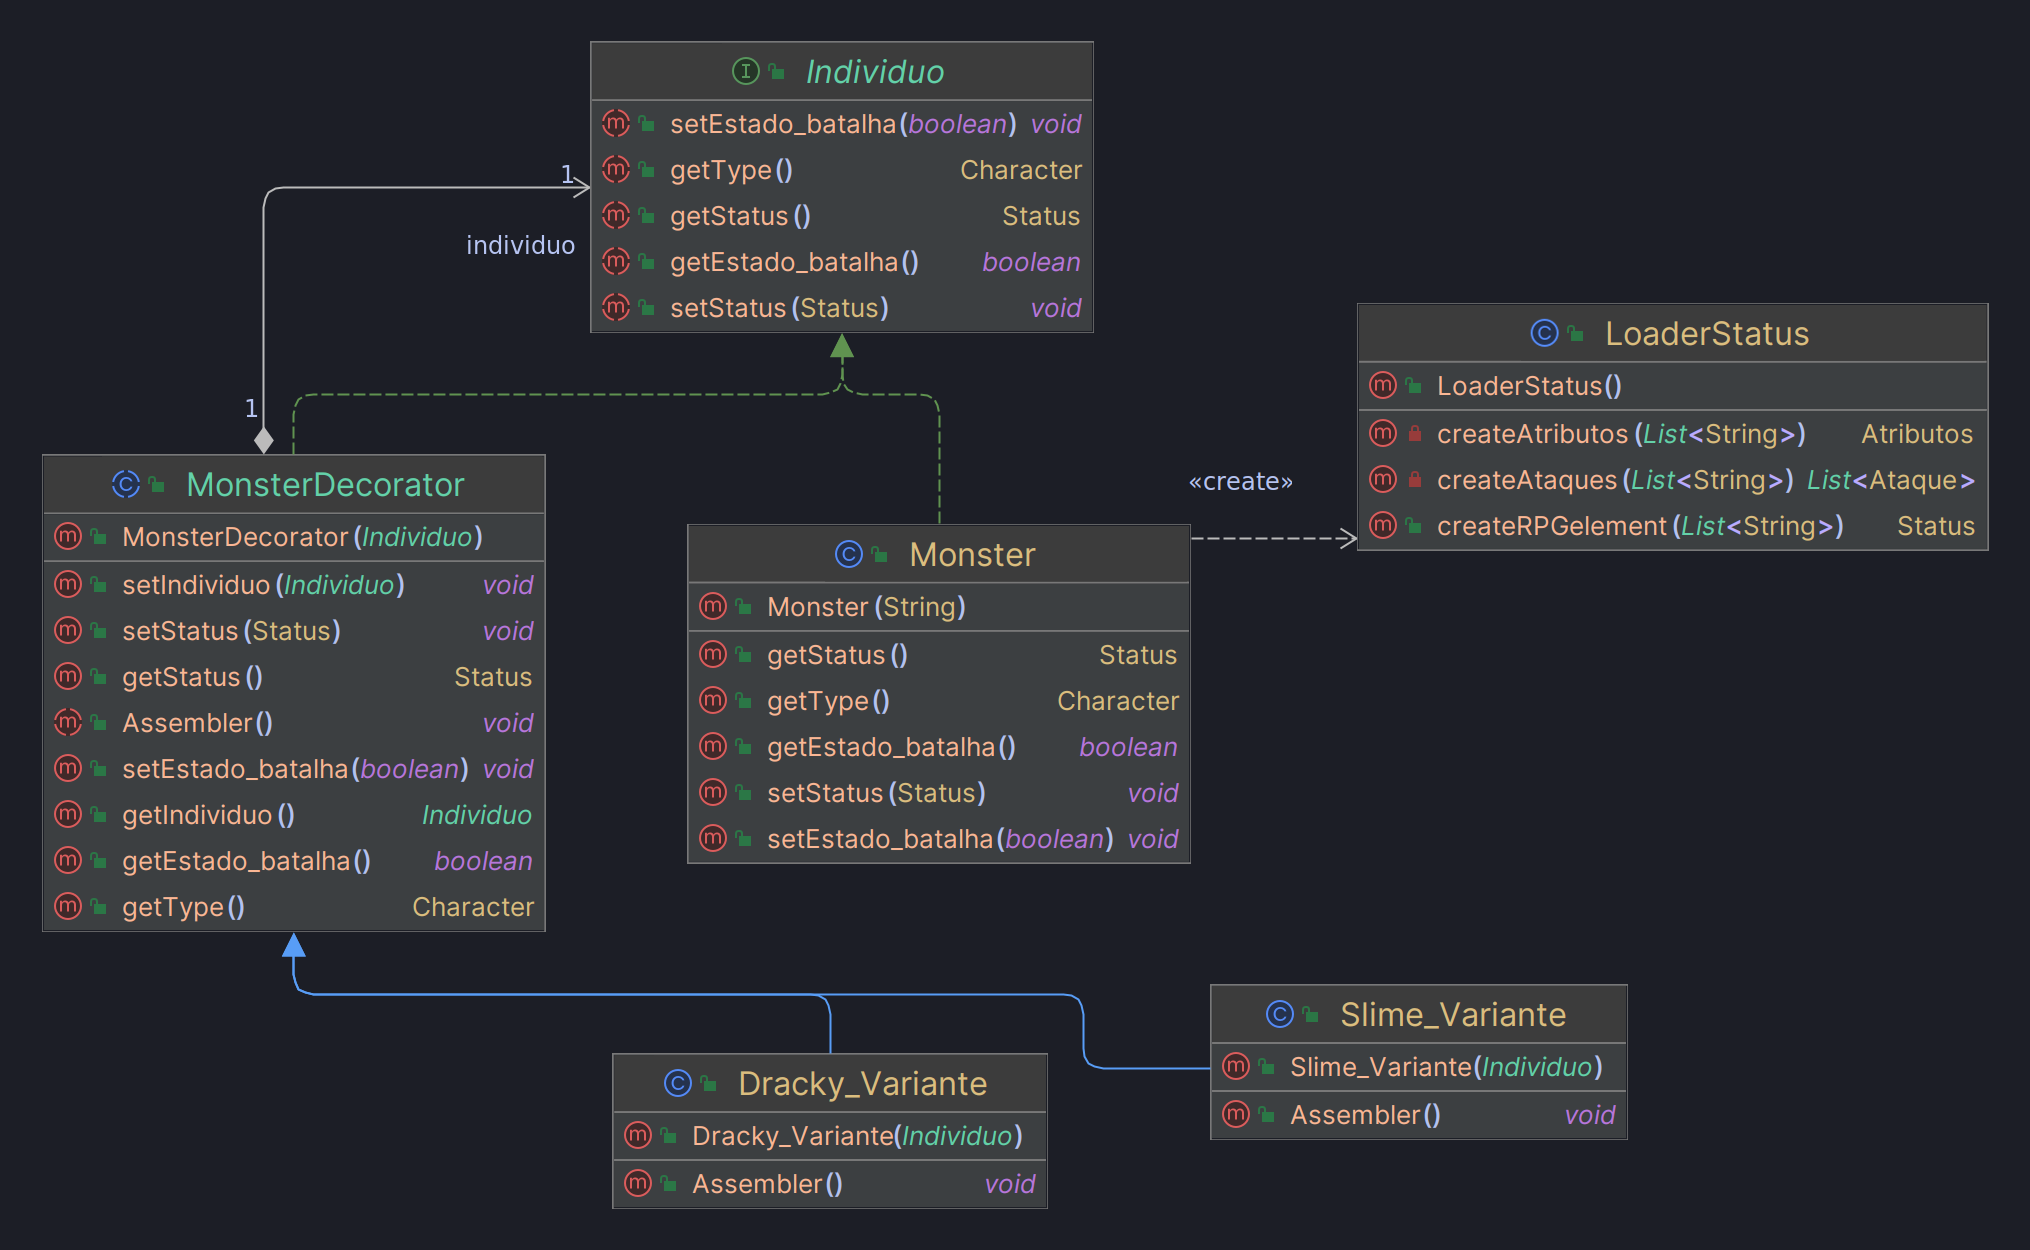 Individuo
setEstado_batalha(boolean) void
getType() Character
getStatus() Status
getEstado_batalha() boolean
setStatus(Status) void
1
individuo
1
MonsterDecorator
MonsterDecorator(Individuo)
setIndividuo(Individuo) void
setStatus(Status) void
getStatus() Status
Assembler() void
setEstado_batalha(boolean) void
getIndividuo() Individuo
getEstado_batalha() boolean
getType() Character
Monster
Monster(String)
getStatus() Status
getType() Character
getEstado_batalha() boolean
setStatus(Status) void
setEstado_batalha(boolean) void
«create»
LoaderStatus
LoaderStatus()
createAtributos(List<String>) Atributos
createAtaques(List<String>) List<Ataque>
createRPGelement(List<String>) Status
Dracky_Variante
Dracky_Variante(Individuo)
Assembler() void
Slime_Variante
Slime_Variante(Individuo)
Assembler() void